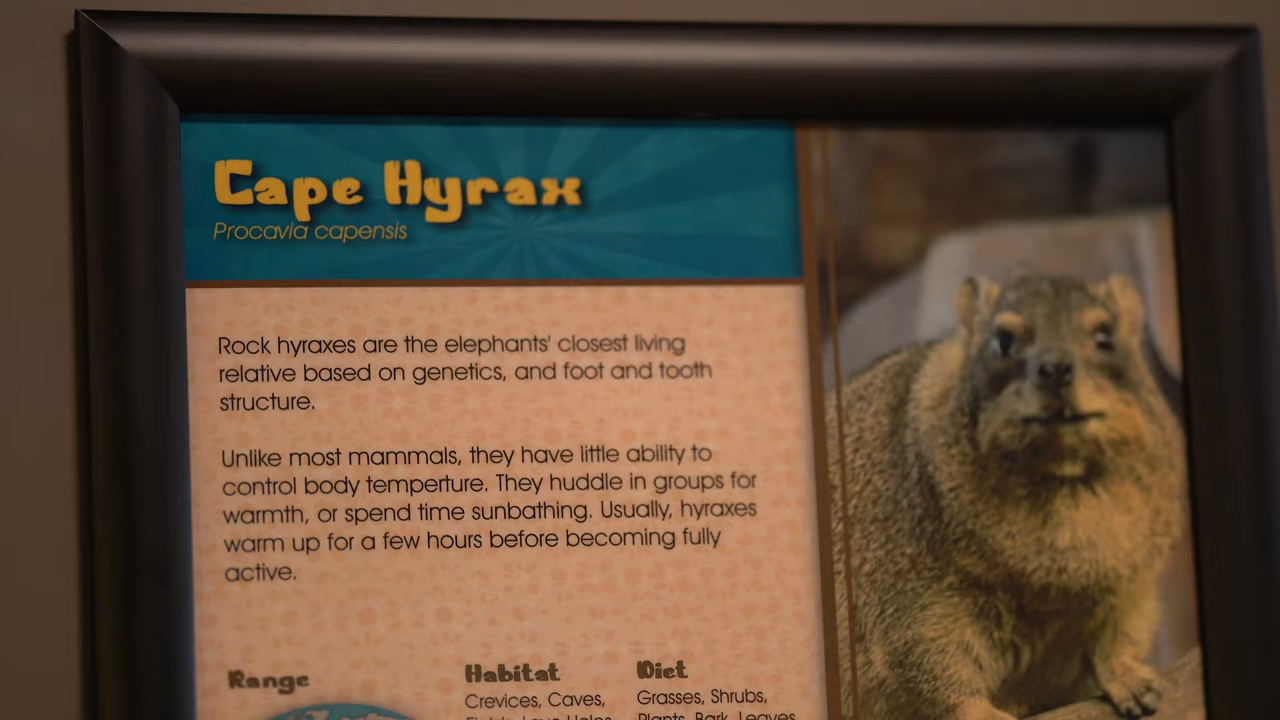 Cape Hyrax
Procavia capensis
Rock hyraxes are the elephants' closest living
relative based on genetics, and foot and tooth
structure.
Unlike most mammals, they have little ability to
control body temperture. They huddle in groups for
warmth, or spend time sunbathing. Usually, hyraxes
warm up for a few hours before becoming fully
active.
Range
Habitat
Crevices, Caves,
Diet
Grasses, Shrubs,
Plants, Bark, Leaves